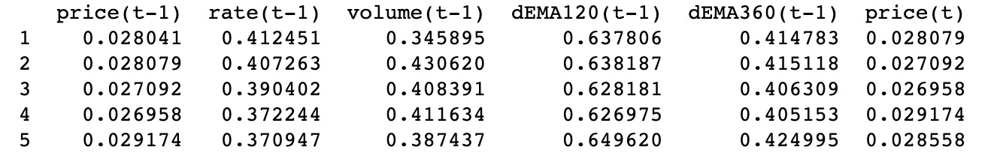 price(t-1) rate(t-1) volume(t-1) dEMA120(t-1) dEMA360(t-1) price(t)
1 0.028041 0.412451 0.345895 0.637806 0.414783 0.028079
2 0.028079 0.407263 0.430620 0.638187 0.415118 0.027092
3 0.027092 0.390402 0.408391 0.628181 0.406309 0.026958
4 0.026958 0.372244 0.411634 0.626975 0.405153 0.029174
5 0.029174 0.370947 0.387437 0.649620 0.424995 0.028558